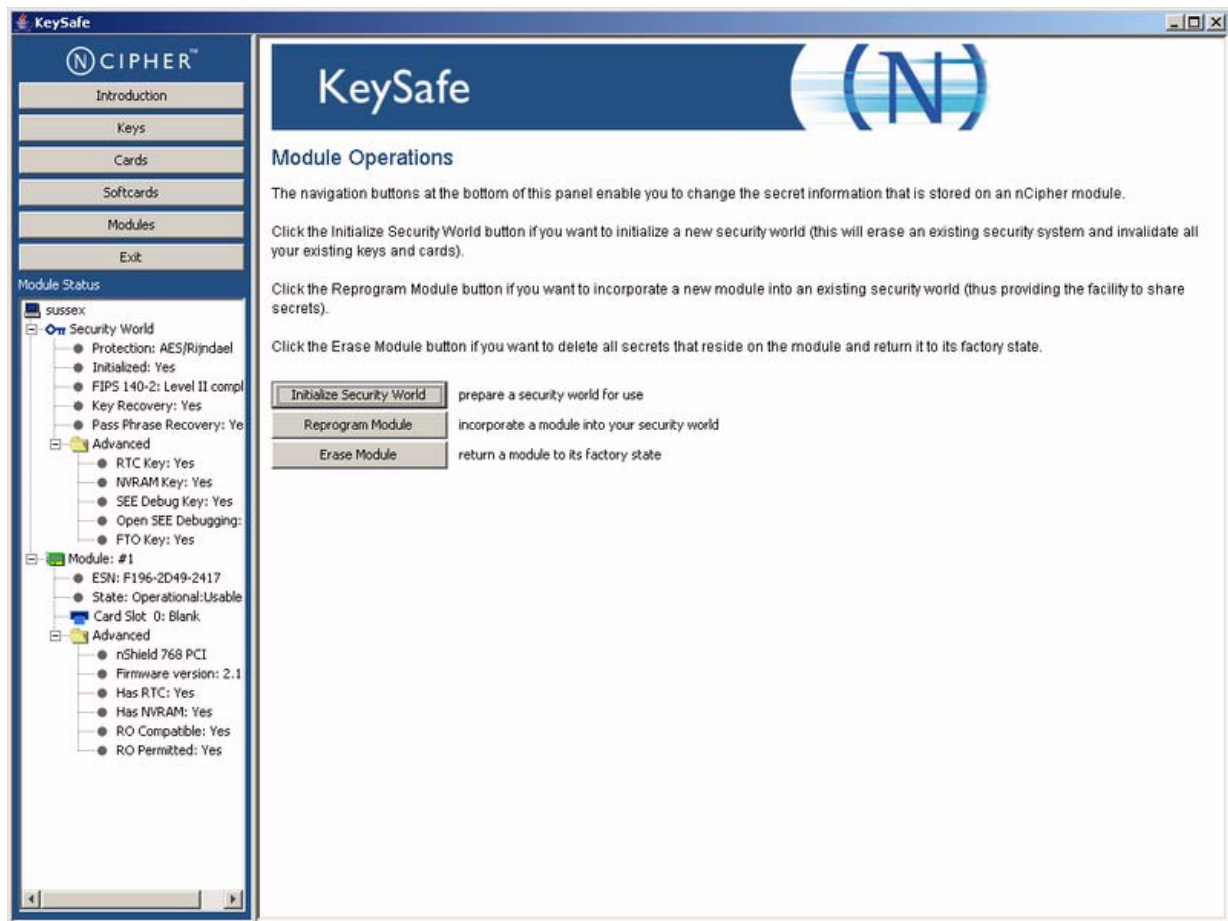 KeySafe
NCIPHER™
Introduction
Keys
Cards
Softcards
Modules
Exit
Module Status
sussex
Security World
Protection: AES/Rijndael
Initialized: Yes
FIPS 140-2: Level II compl
Key Recovery: Yes
Pass Phrase Recovery: Ye
Advanced
RTC Key: Yes
NVRAM Key: Yes
SEE Debug Key: Yes
Open SEE Debugging:
FTO Key: Yes
Module: #1
ESN: F196-2D49-2417
State: Operational:Usable
Card Slot 0: Blank
Advanced
nShield 768 PCI
Firmware version: 2.1
Has RTC: Yes
Has NVRAM: Yes
RO Compatible: Yes
RO Permitted: Yes
KeySafe
(N)
Module Operations
The navigation buttons at the bottom of this panel enable you to change the secret information that is stored on an nCipher module.
Click the Initialize Security World button if you want to initialize a new security world (this will erase an existing security system and invalidate all
your existing keys and cards).
Click the Reprogram Module button if you want to incorporate a new module into an existing security world (thus providing the facility to share
secrets).
Click the Erase Module button if you want to delete all secrets that reside on the module and return it to its factory state.
Initialize Security World prepare a security world for use
Reprogram Module incorporate a module into your security world
Erase Module return a module to its factory state